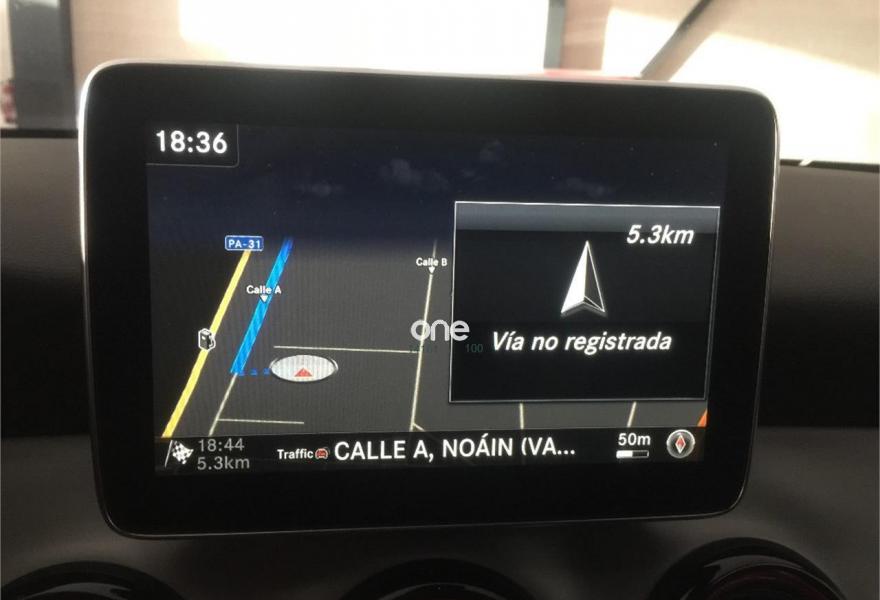 18:36
5.3km
PA-31
Calle B
Calle A
one
100
Vía no registrada
18:44
5.3km
Traffic
CALLE A, NOÁIN (VA...
50m